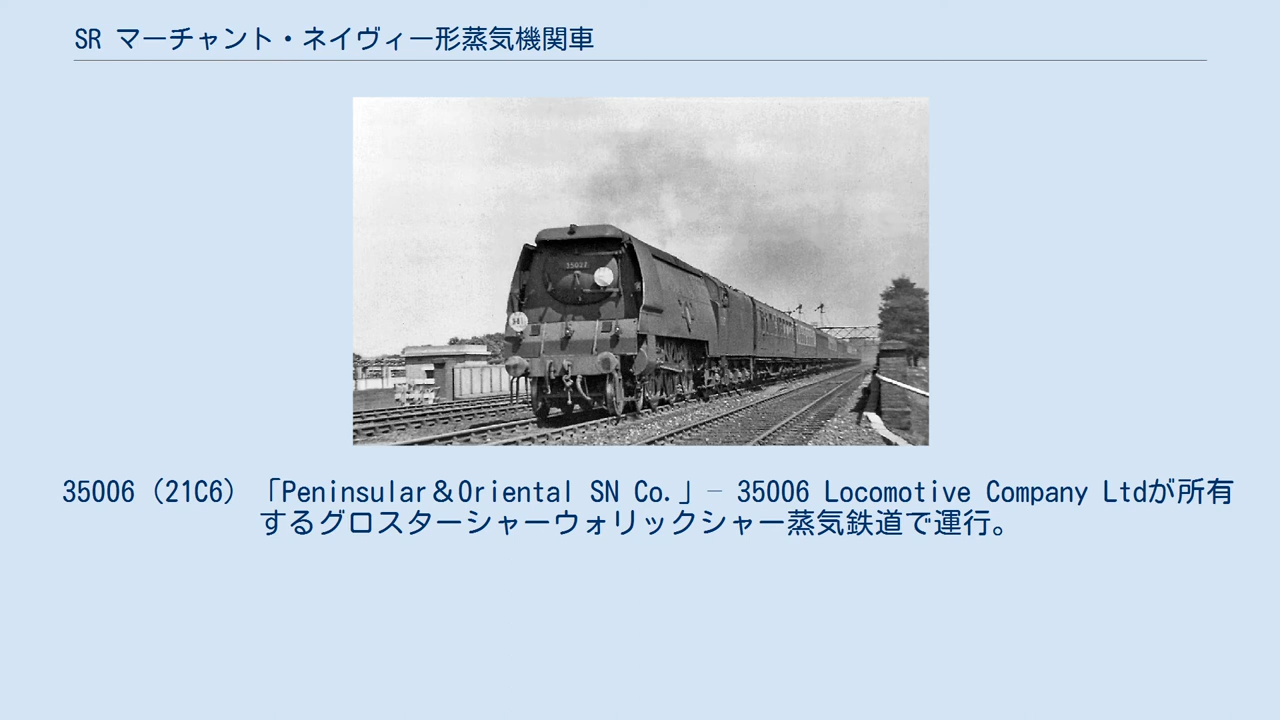 SR マーチャント・ネイヴィー形蒸気機関車
35027
35006（21C6）「Peninsular＆Oriental SN Co.」– 35006 Locomotive Company Ltdが所有
するグロスターシャーウォリックシャー蒸気鉄道で運行。